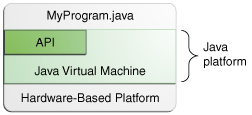 MyProgram.java
API
Java Virtual Machine
Hardware-Based Platform
Java
platform